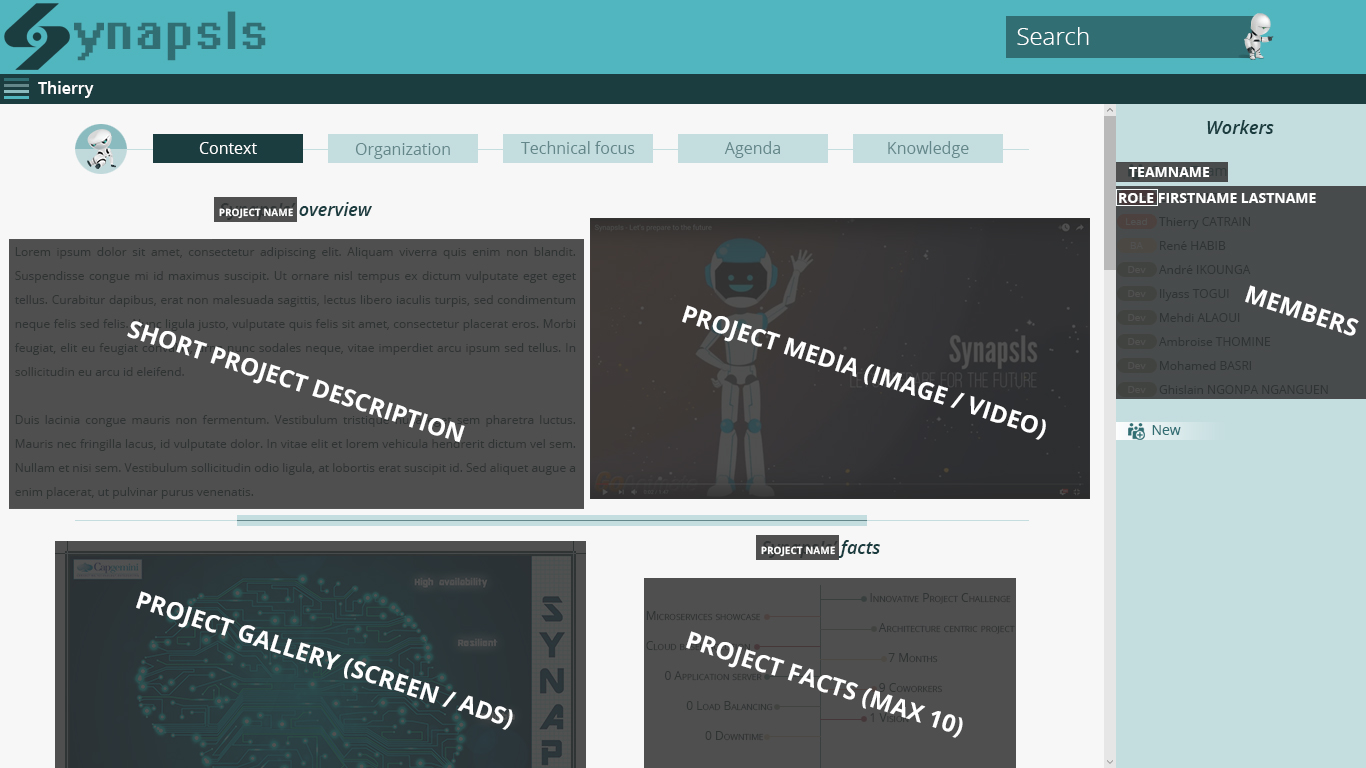 Synapsls
Search
Thierry
Context
Organization
Technical focus
Agenda
Knowledge
PROJECT NAME overview
Lorem ipsum dolor sit amet, consectetur adipiscing elit. Aliquam viverra quis enim non blandit.
Suspendisse congue mi id maximus suscipit. Ut ornare nisl tempus ex dictum vulputate eget eget
tellus. Curabitur dapibus, erat non malesuada sagittis, lectus libero iaculis turpis, sed condimentum
neque felis sed felis. ligula justo, vulputate quis felis sit amet, consectetur placerat eros. Morbi
feugiat, elit eu feugiat nunc sodales neque, vitae imperdiet arcu ipsum sed tellus. In
sollicitudin eu arcu id eleifend.
Duis lacinia congue mauris non fermentum. Vestibulum tristique sem pharetra luctus.
Mauris nec fringilla lacus, id vulputate dolor. In vitae elit et lorem vehicula hendrerit dictum vel sem.
Nullam et nisi sem. Vestibulum sollicitudin odio ligula, at lobortis erat suscipit id. Sed aliquet augue a
enim placerat, ut pulvinar purus venenatis.
SHORT PROJECT DESCRIPTION
Synapsls - Let's prepare to the future
Synapsls
FOR THE FUTURE
PROJECT MEDIA (IMAGE / VIDEO)
Capgemini
High availability
Resilient
SYNAP
PROJECT GALLERY (SCREEN / ADS)
PROJECT NAME facts
Innovative Project Challenge
Microservices showcase
Architecture centric project
Cloud
7 Months
0 Application server
9 Coworkers
0 Load Balancing
1 Vision
0 Downtime
PROJECT FACTS (MAX 10)
Workers
TEAMNAME
ROLE FIRSTNAME LASTNAME
Lead Thierry CATRAIN
BA René HABIB
Dev André IKOUNGA
Dev Ilyass TOGUI
Dev Mehdi ALAOUI
Dev Ambroise THOMINE
Dev Mohamed BASRI
Dev Ghislain NGONPA NGANGUEN
MEMBERS
New